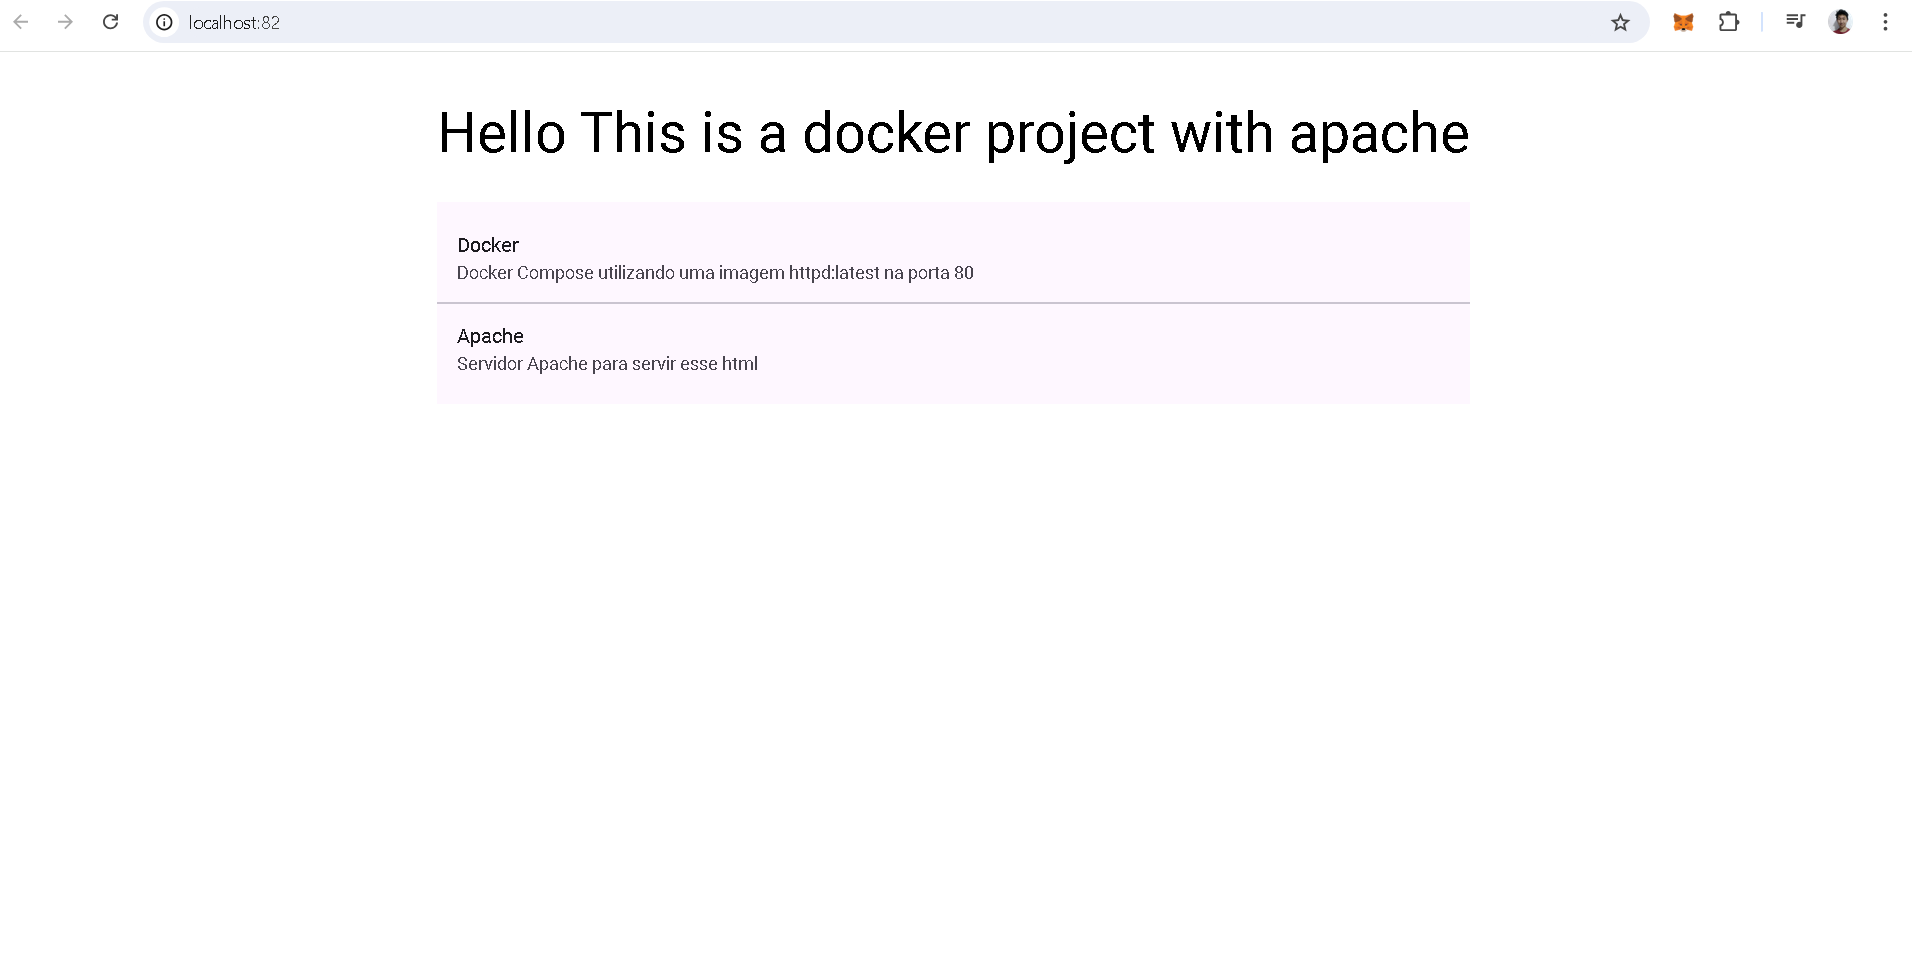 localhost:82
Hello This is a docker project with apache
Docker
Docker Compose utilizando uma imagem httpd:latest na porta 80
Apache
Servidor Apache para servir esse html